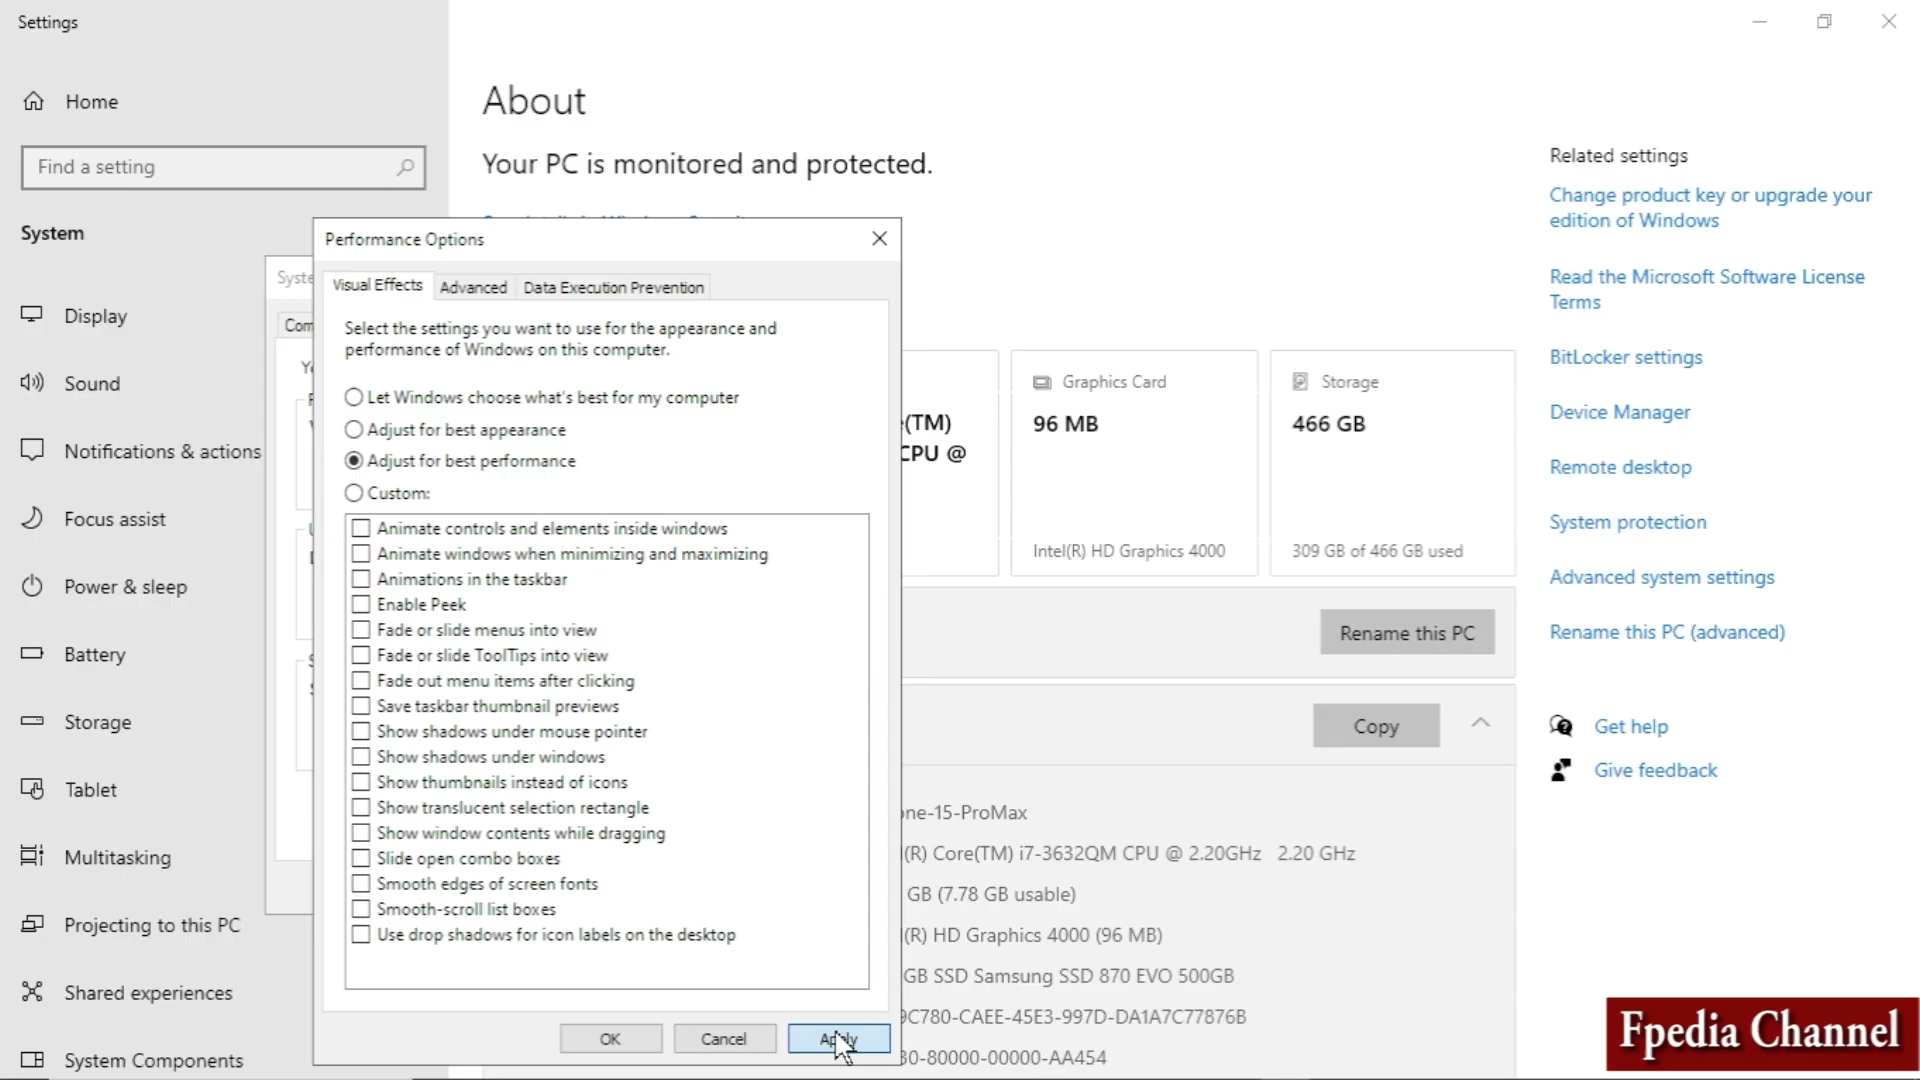 Settings
Home
Find a setting
System
Display
Sound
Notifications & actions
Focus assist
Power & sleep
Battery
Storage
Tablet
Multitasking
Projecting to this PC
Shared experiences
System Components
About
Your PC is monitored and protected.
Performance Options
Visual Effects
Advanced
Data Execution Prevention
Select the settings you want to use for the appearance and
performance of Windows on this computer.
Let Windows choose what's best for my computer
Adjust for best appearance
Adjust for best performance
Custom:
Animate controls and elements inside windows
Animate windows when minimizing and maximizing
Animations in the taskbar
Enable Peek
Fade or slide menus into view
Fade or slide ToolTips into view
Fade out menu items after clicking
Save taskbar thumbnail previews
Show shadows under mouse pointer
Show shadows under windows
Show thumbnails instead of icons
Show translucent selection rectangle
Show window contents while dragging
Slide open combo boxes
Smooth edges of screen fonts
Smooth-scroll list boxes
Use drop shadows for icon labels on the desktop
OK
Cancel
Apply
Syste
Com
(TM)
CPU @
Graphics Card
96 MB
Intel(R) HD Graphics 4000
Storage
466 GB
309 GB of 466 GB used
Rename this PC
Copy
ne-15-ProMax
(R) Core(TM) i7-3632QM CPU @ 2.20GHz 2.20 GHz
GB (7.78 GB usable)
(R) HD Graphics 4000 (96 MB)
GB SSD Samsung SSD 870 EVO 500GB
9C780-CAEE-45E3-997D-DA1A7C77876B
30-80000-00000-AA454
Related settings
Change product key or upgrade your
edition of Windows
Read the Microsoft Software License
Terms
BitLocker settings
Device Manager
Remote desktop
System protection
Advanced system settings
Rename this PC (advanced)
Get help
Give feedback
Fpedia Channel